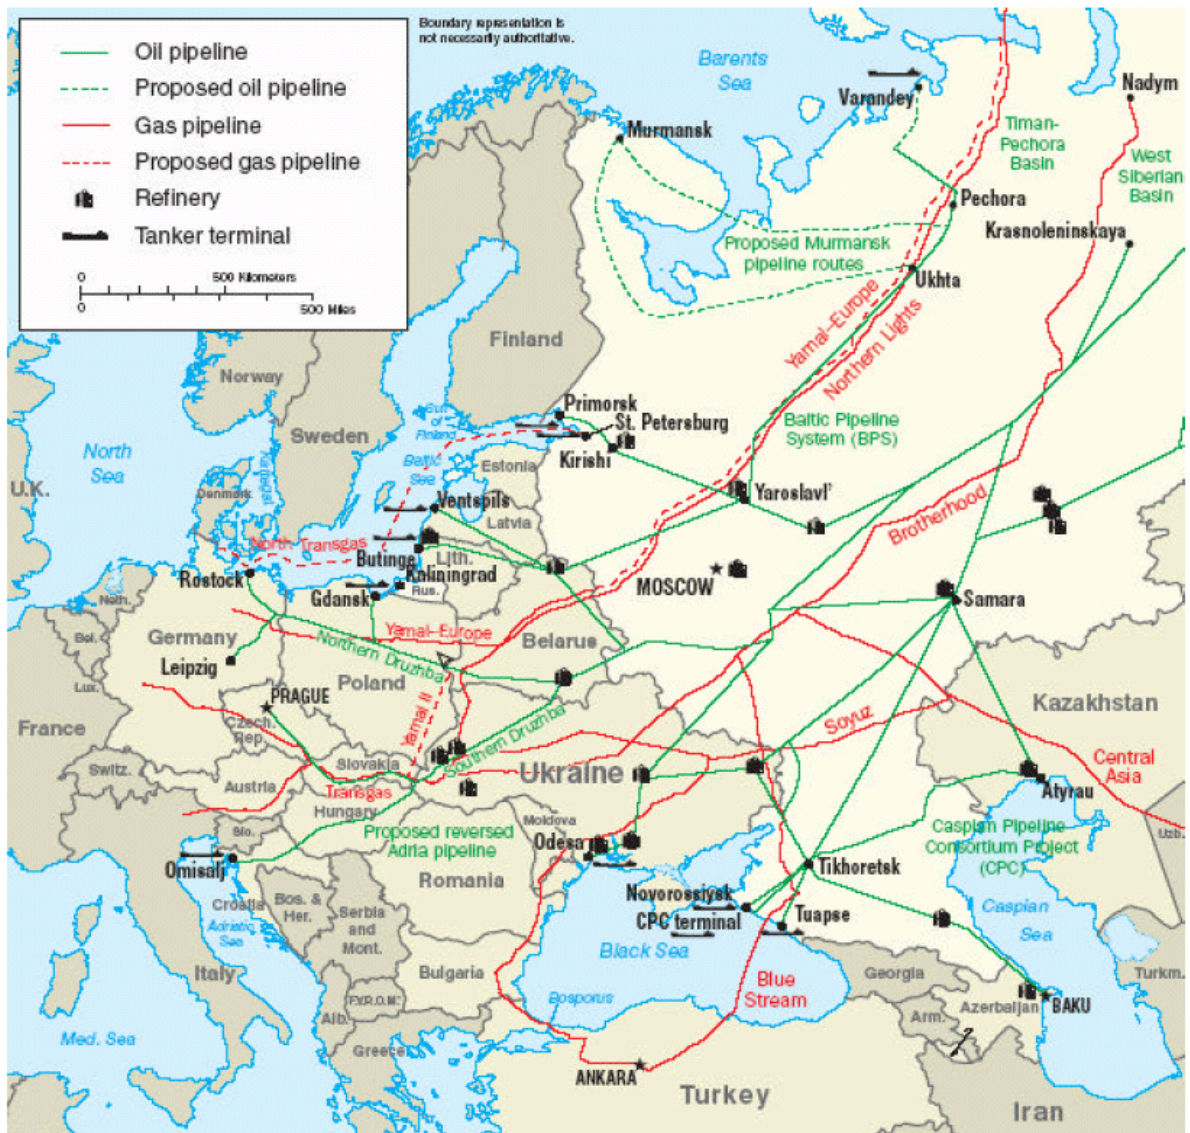 Boundary representation is
not necessarily authoritative.
Oil pipeline
Proposed oil pipeline
Gas pipeline
Proposed gas pipeline
Refinery
Tanker terminal
0
500 Kilometers
0
500 Miles
Barents
Sea
Varandey
Nadym
Murmansk
Timan-
Pechora
Basin
West
Siberian
Basin
Pechora
Krasnoleninskaya
Proposed Murmansk
pipeline routes
Ukhta
Yamal–Europe
Northern Lights
Finland
Norway
Sweden
Primorsk
St. Petersburg
Kirishi
Gulf
of
Finland
Baltic Pipeline
System (BPS)
North
Sea
U.K.
Baltic
Sea
Estonia
Denmark
Kattegat
Ventspils
Yaroslavl'
Latvia
Brotherhood
North Transgas
Butinge
Lith.
Kaliningrad
Rus.
MOSCOW
Rostock
Gdansk
Samara
Neth.
Bel.
Lux.
Germany
Yamal–Europe
Northern Druzhba
Belarus
Leipzig
Poland
PRAGUE
Kazakhstan
France
Czech.
Rep.
Yamal II
Southern Druzhba
Soyuz
Switz.
Slovakia
Austria
Ukraine
Central
Asia
Transgas
Hungary
Atyrau
Moldova
Slo.
Proposed reversed
Adria pipeline
Odesa
Caspian Pipeline
Consortium Project
(CPC)
Uzb.
Omisalj
Romania
Tikhoretsk
Croatia
Bos. &
Her.
Serbia
and
Mont.
Novorossiysk
CPC terminal
Tuapse
Caspian
Sea
Adriatic
Sea
Black Sea
Italy
Bulgaria
Blue
Stream
Georgia
Turkm.
F.Y.R.O.M.
Bosporus
Azerbaijan
BAKU
Alb.
Arm.
Med. Sea
Greece
ANKARA
Turkey
Iran